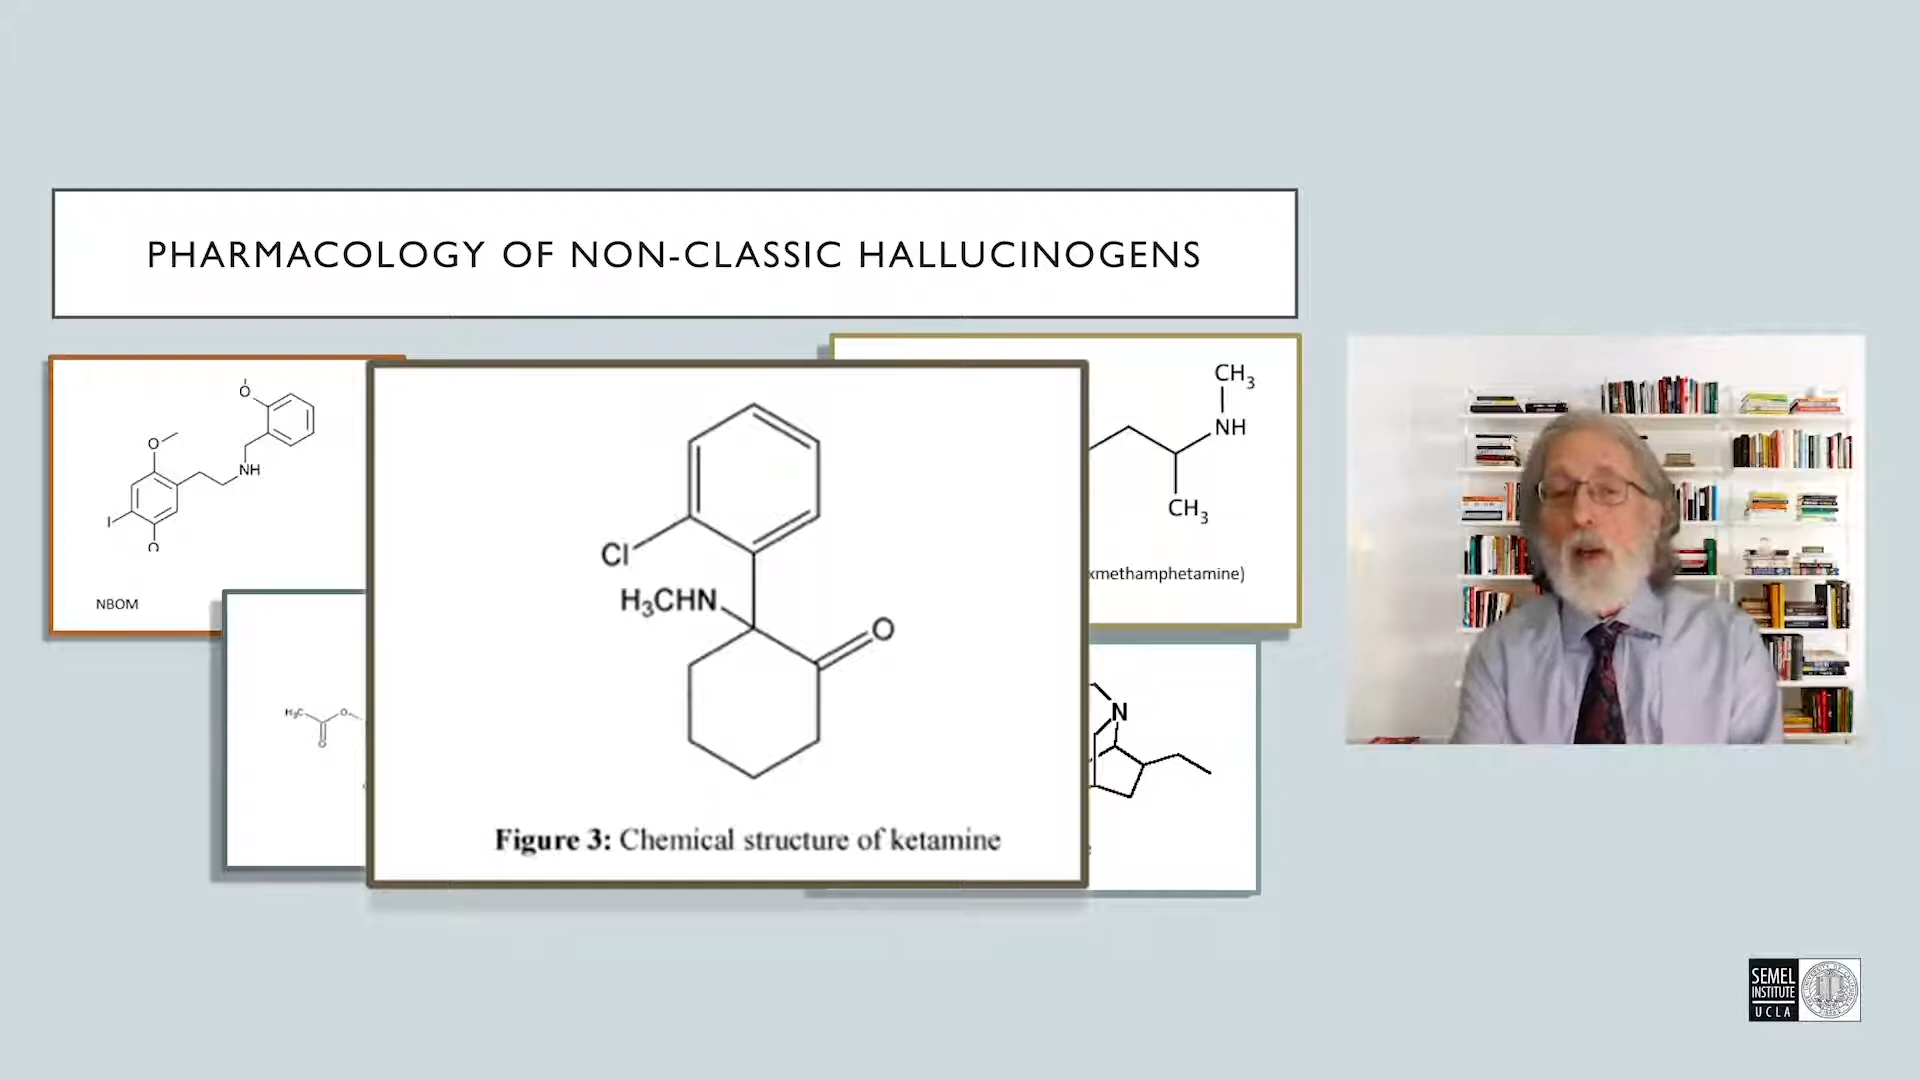 PHARMACOLOGY OF NON-CLASSIC HALLUCINOGENS
O
O
NH
I
O
NBOM
H₃C
O
O
Cl
H₃CHN
O
Figure 3: Chemical structure of ketamine
CH₃
NH
CH₃
xmethamphetamine)
N
SEMEL
INSTITUTE
UCLA